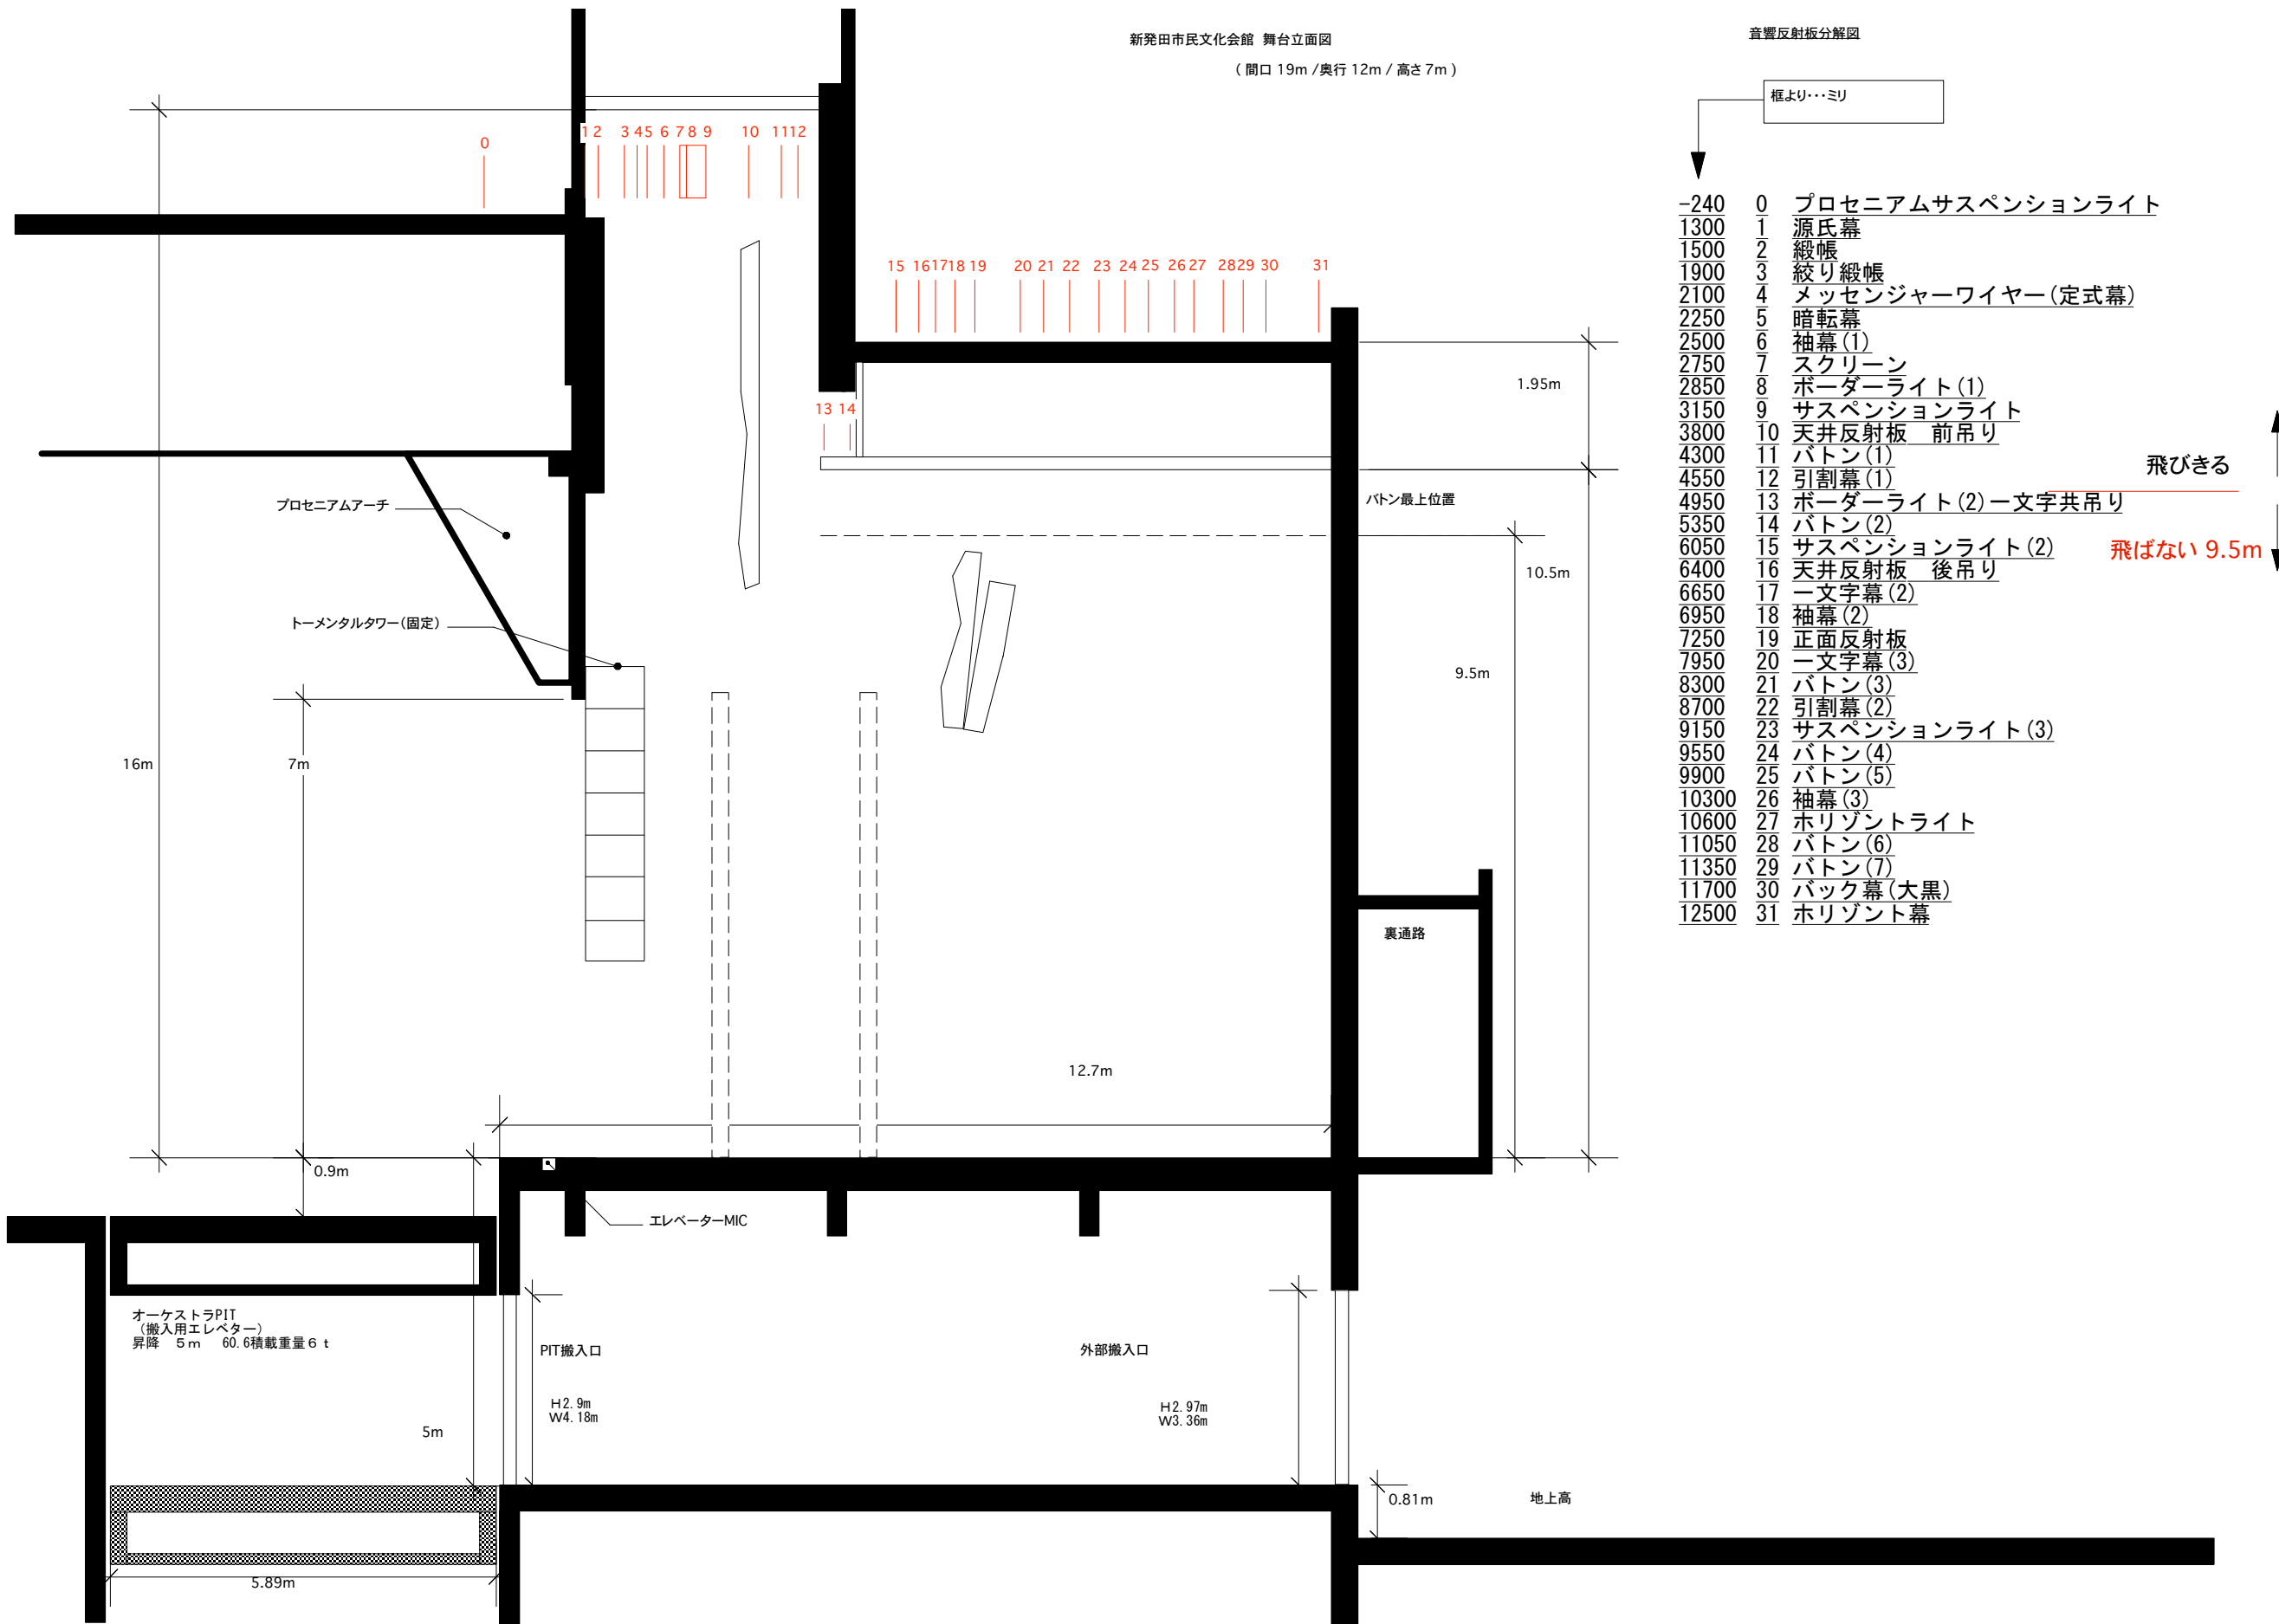 新発田市民文化会館 舞台立面図
( 間口 19m /奥行 12m / 高さ 7m )
音響反射板分解図
框より・・・ミリ
0
1 2 3 4 5 6 7 8 9 10 11 12
15 16 17 18 19 20 21 22 23 24 25 26 27 28 29 30 31
13 14
-240 0 プロセニアムサスペンションライト
1300 1 源氏幕
1500 2 緞帳
1900 3 絞り緞帳
2100 4 メッセンジャーワイヤー(定式幕)
2250 5 暗転幕
2500 6 袖幕(1)
2750 7 スクリーン
2850 8 ボーダーライト(1)
3150 9 サスペンションライト
3800 10 天井反射板 前吊り
4300 11 バトン(1)
4550 12 引割幕(1)
4950 13 ボーダーライト(2)一文字共吊り
5350 14 バトン(2)
6050 15 サスペンションライト(2)
6400 16 天井反射板 後吊り
6650 17 一文字幕(2)
6950 18 袖幕(2)
7250 19 正面反射板
7950 20 一文字幕(3)
8300 21 バトン(3)
8700 22 引割幕(2)
9150 23 サスペンションライト(3)
9550 24 バトン(4)
9900 25 バトン(5)
10300 26 袖幕(3)
10600 27 ホリゾントライト
11050 28 バトン(6)
11350 29 バトン(7)
11700 30 バック幕(大黒)
12500 31 ホリゾント幕
飛びきる
飛ばない 9.5m
1.95m
バトン最上位置
10.5m
9.5m
プロセニアムアーチ
トーメンタルタワー(固定)
16m
7m
裏通路
12.7m
0.9m
エレベーターMIC
オーケストラPIT
(搬入用エレベター)
昇降 5m 60.6積載重量6t
PIT搬入口
H2.9m
W4.18m
外部搬入口
H2.97m
W3.36m
5m
0.81m
地上高
5.89m